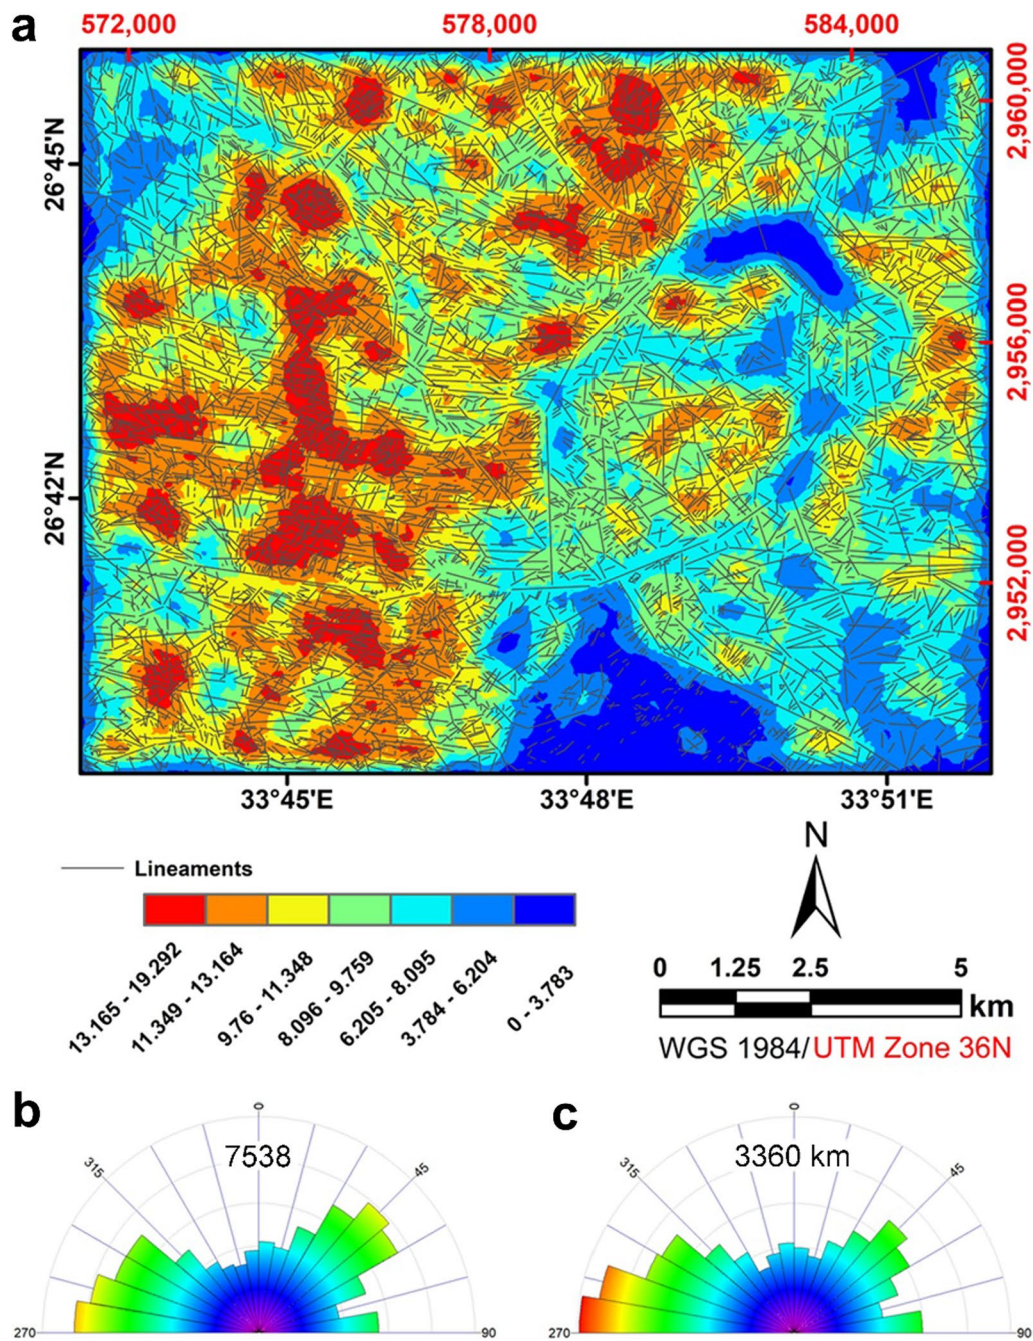 a
572,000 578,000 584,000
2,960,000
26°45'N
2,956,000
26°42'N
2,952,000
33°45'E 33°48'E 33°51'E
Lineaments
N
13.165 - 19.292
11.349 - 13.164
9.76 - 11.348
8.096 - 9.759
6.205 - 8.095
3.784 - 6.204
0 - 3.783
0 1.25 2.5 5
km
WGS 1984/UTM Zone 36N
b
0
7538
315 45
270 90
c
0
3360 km
315 45
270 90